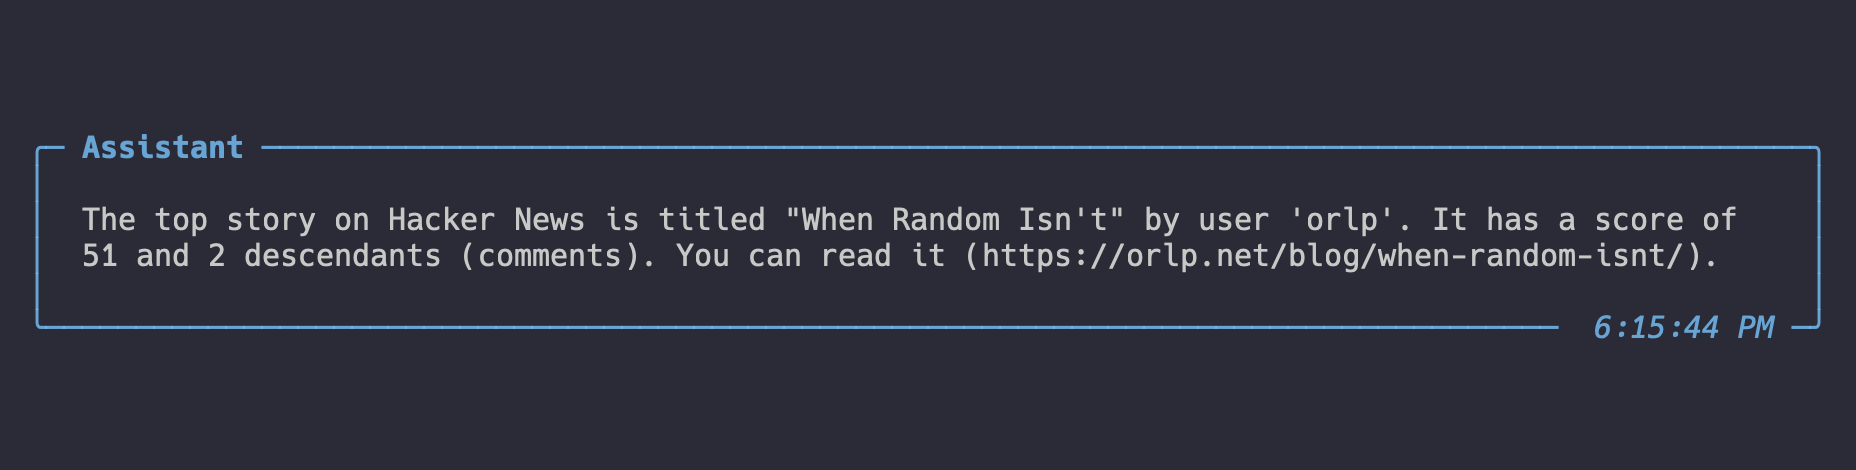 Assistant
The top story on Hacker News is titled "When Random Isn't" by user 'orlp'. It has a score of
51 and 2 descendants (comments). You can read it (https://orlp.net/blog/when-random-isnt/).
6:15:44 PM